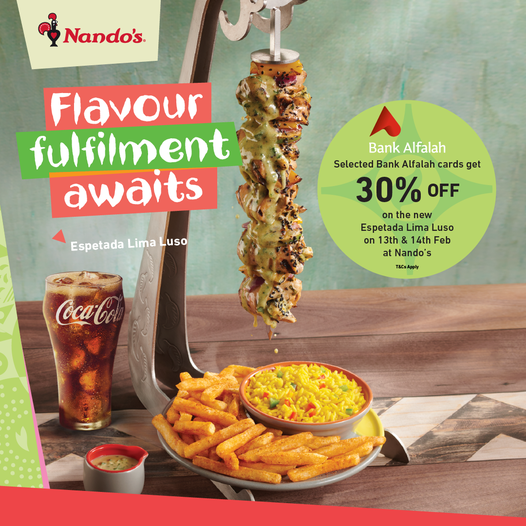 Nando's.
Flavour
fulfilment
awaits
Espetada Lima Luso
Bank Alfalah
Selected Bank Alfalah cards get
30% OFF
on the new
Espetada Lima Luso
on 13th & 14th Feb
at Nando's
T&Cs Apply
Coca-Cola